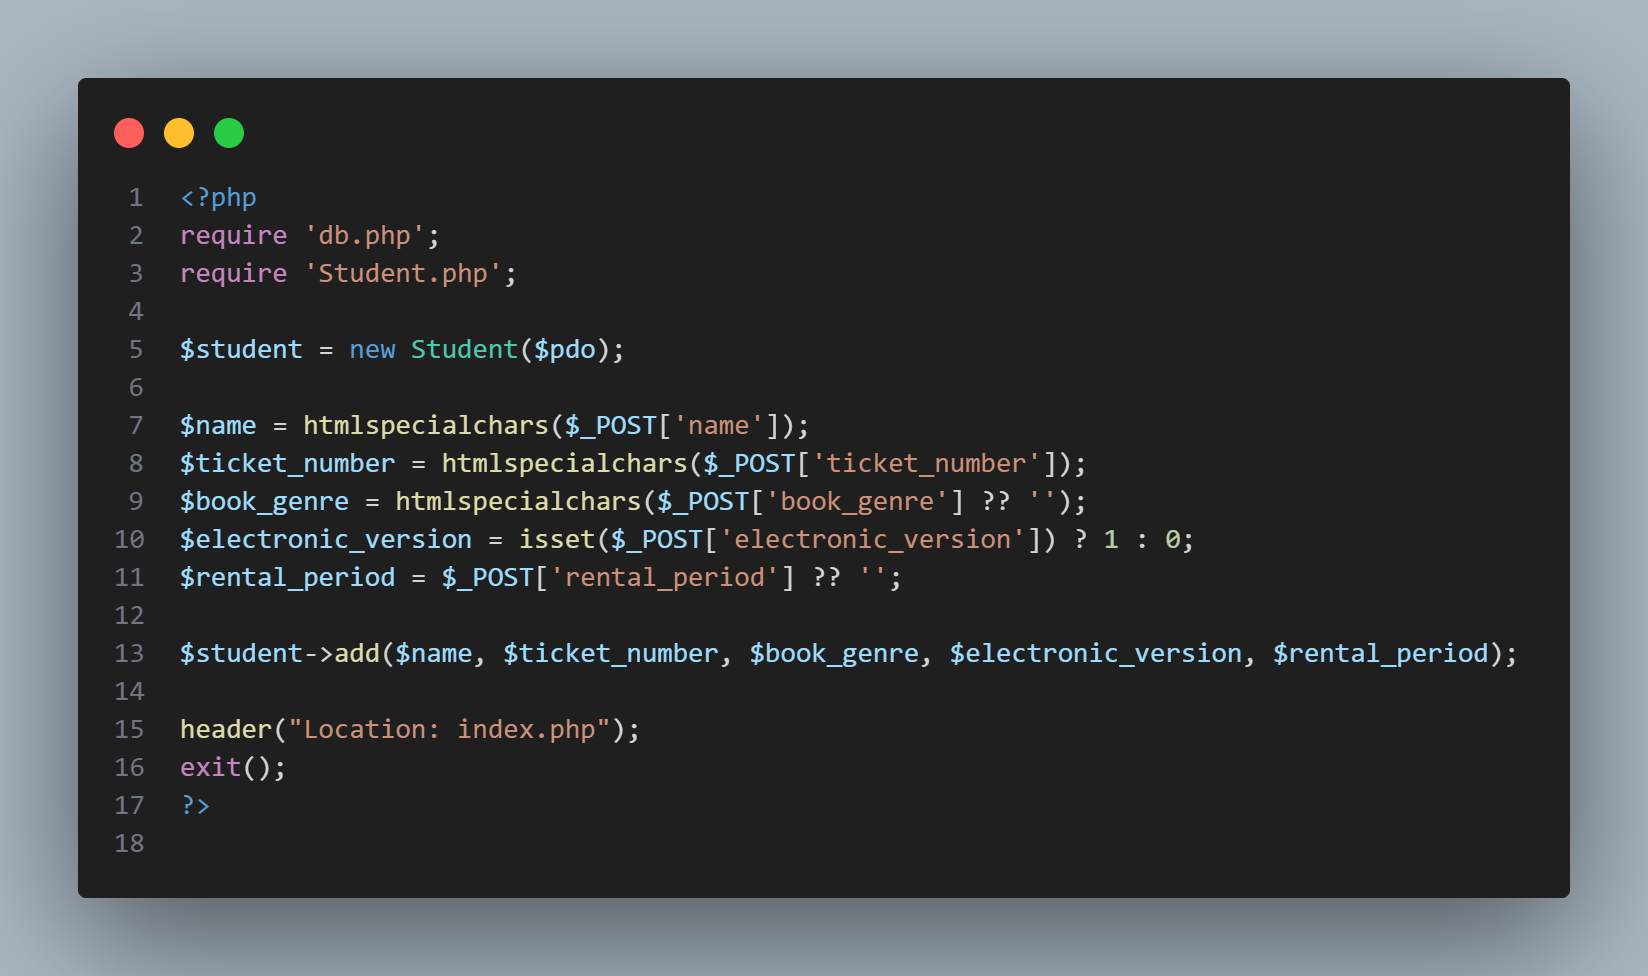 1 <?php
2 require 'db.php';
3 require 'Student.php';
4
5 $student = new Student($pdo);
6
7 $name = htmlspecialchars($_POST['name']);
8 $ticket_number = htmlspecialchars($_POST['ticket_number']);
9 $book_genre = htmlspecialchars($_POST['book_genre'] ?? '');
10 $electronic_version = isset($_POST['electronic_version']) ? 1 : 0;
11 $rental_period = $_POST['rental_period'] ?? '';
12
13 $student->add($name, $ticket_number, $book_genre, $electronic_version, $rental_period);
14
15 header("Location: index.php");
16 exit();
17 ?>
18